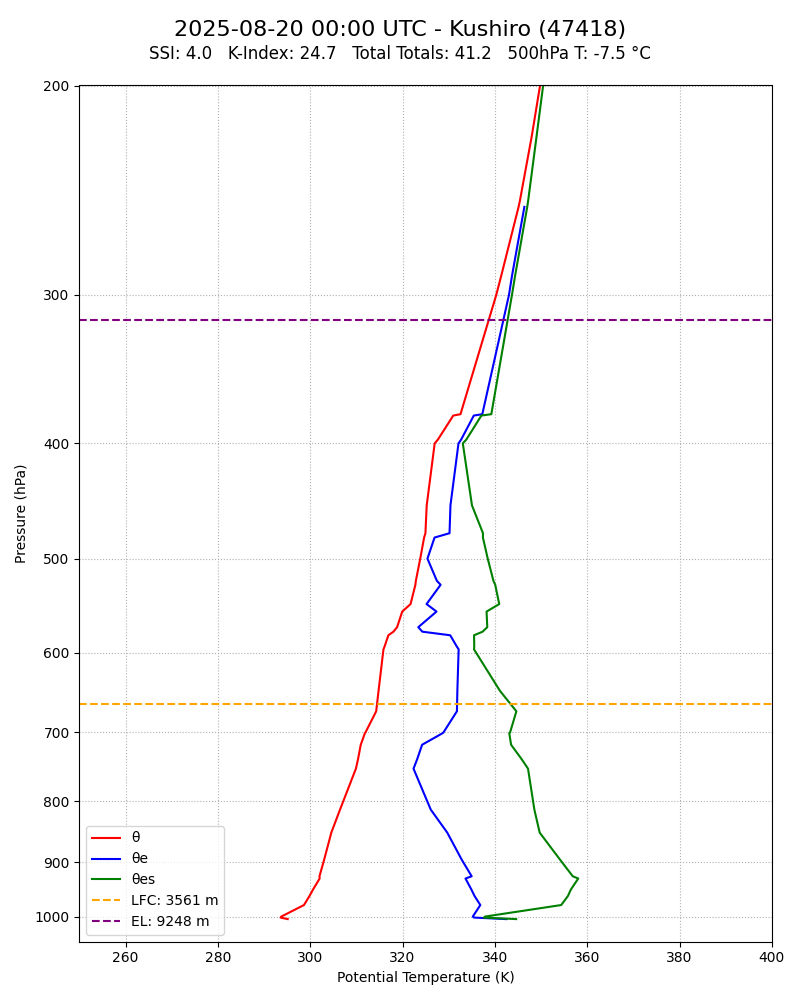 2025-08-20 00:00 UTC - Kushiro (47418)
SSI: 4.0   K-Index: 24.7   Total Totals: 41.2   500hPa T: -7.5 °C
200
300
400
500
600
700
800
900
1000
Pressure (hPa)
θ
θe
θes
LFC: 3561 m
EL: 9248 m
260
280
300
320
340
360
380
400
Potential Temperature (K)